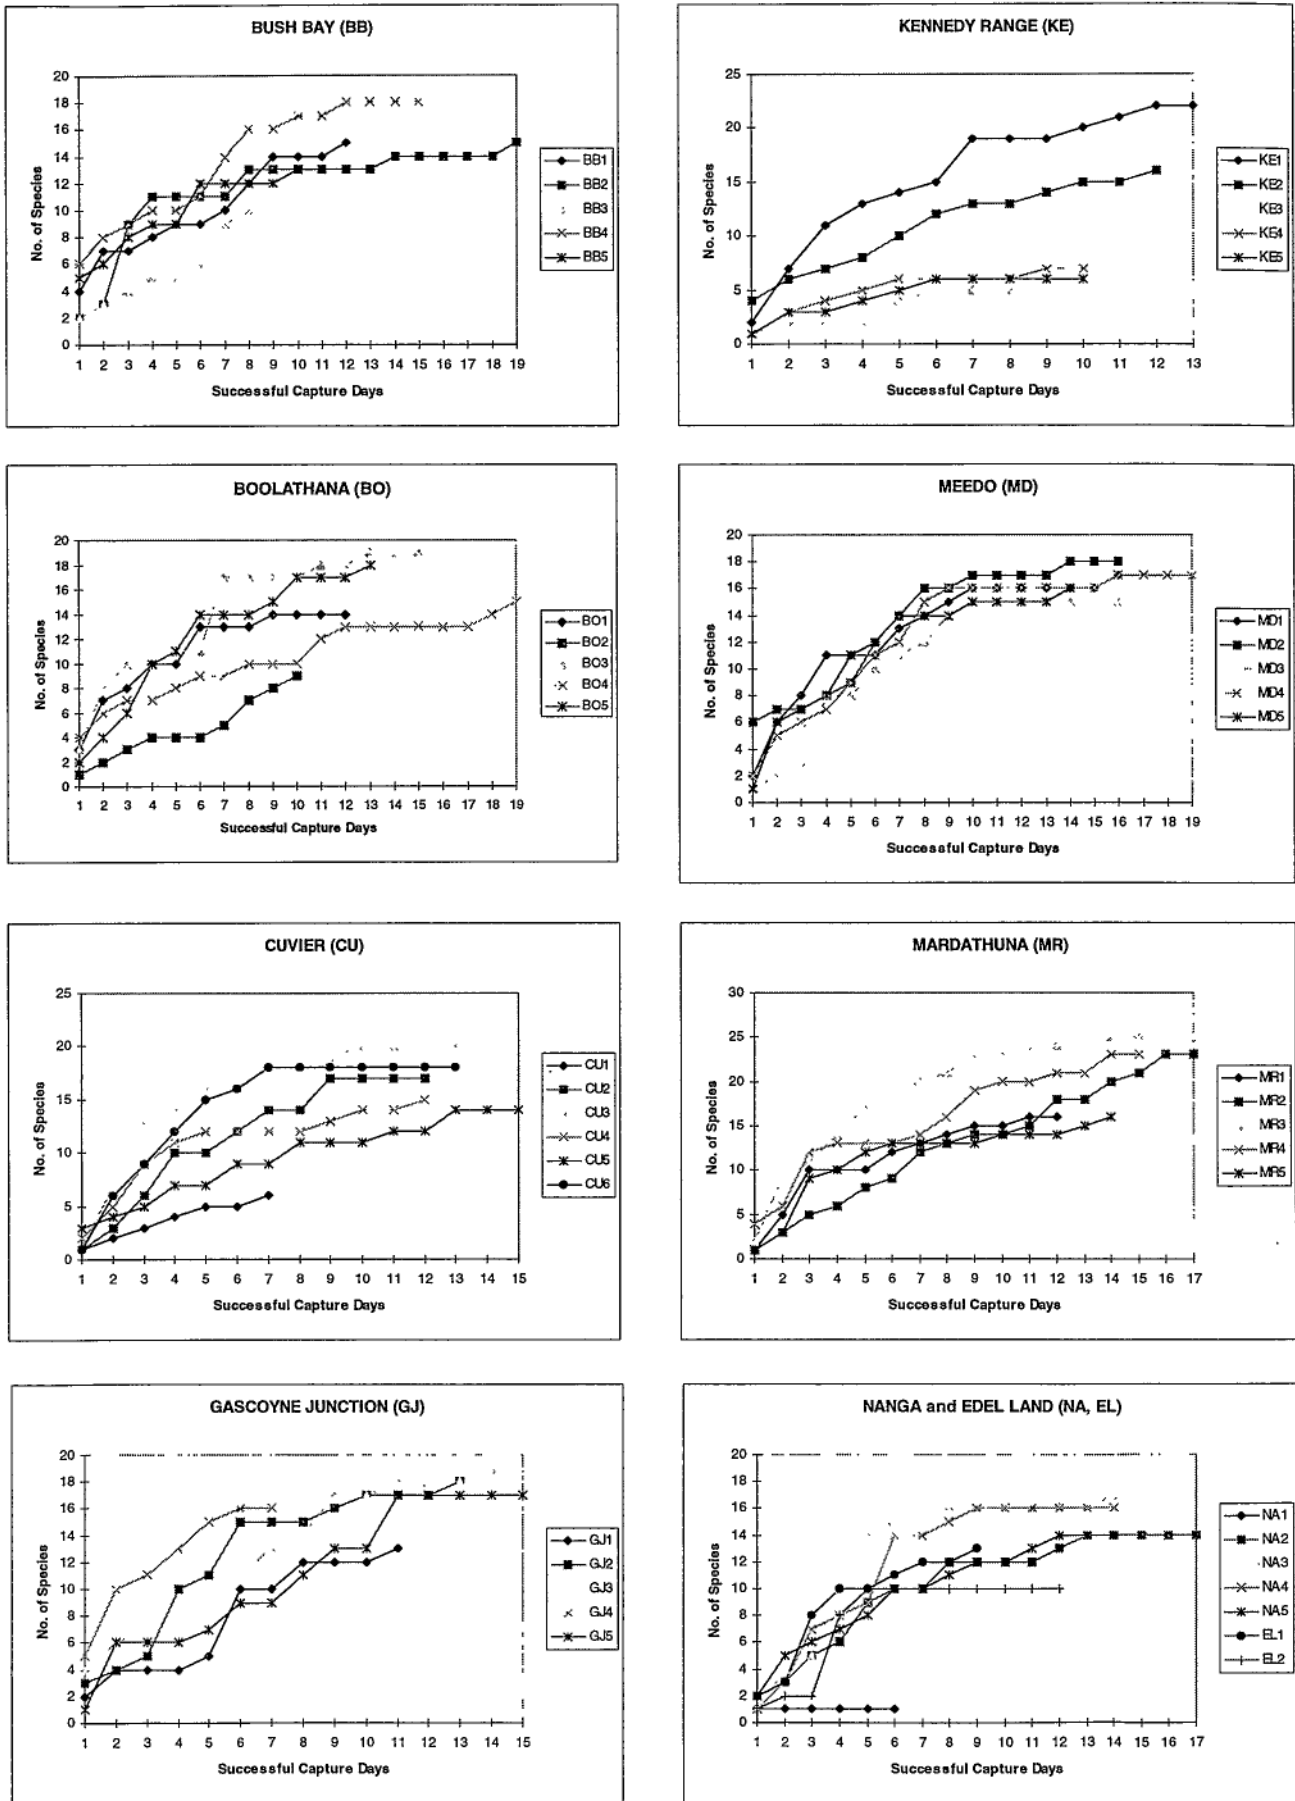 BUSH BAY (BB)
No. of Species
20
18
16
14
12
10
8
6
4
2
0
1 2 3 4 5 6 7 8 9 10 11 12 13 14 15 16 17 18 19
Successful Capture Days
BB1
BB2
BB3
BB4
BB5
KENNEDY RANGE (KE)
No. of Species
25
20
15
10
5
0
1 2 3 4 5 6 7 8 9 10 11 12 13
Successful Capture Days
KE1
KE2
KE3
KE4
KE5
BOOLATHANA (BO)
No. of Species
20
18
16
14
12
10
8
6
4
2
0
1 2 3 4 5 6 7 8 9 10 11 12 13 14 15 16 17 18 19
Successful Capture Days
BO1
BO2
BO3
BO4
BO5
MEEDO (MD)
No. of Species
20
18
16
14
12
10
8
6
4
2
0
1 2 3 4 5 6 7 8 9 10 11 12 13 14 15 16 17 18 19
Successful Capture Days
MD1
MD2
MD3
MD4
MD5
CUVIER (CU)
No. of Species
25
20
15
10
5
0
1 2 3 4 5 6 7 8 9 10 11 12 13 14 15
Successful Capture Days
CU1
CU2
CU3
CU4
CU5
CU6
MARDATHUNA (MR)
No. of Species
30
25
20
15
10
5
0
1 2 3 4 5 6 7 8 9 10 11 12 13 14 15 16 17
Successful Capture Days
MR1
MR2
MR3
MR4
MR5
GASCOYNE JUNCTION (GJ)
No. of Species
20
18
16
14
12
10
8
6
4
2
0
1 2 3 4 5 6 7 8 9 10 11 12 13 14 15
Successful Capture Days
GJ1
GJ2
GJ3
GJ4
GJ5
NANGA and EDEL LAND (NA, EL)
No. of Species
20
18
16
14
12
10
8
6
4
2
0
1 2 3 4 5 6 7 8 9 10 11 12 13 14 15 16 17
Successful Capture Days
NA1
NA2
NA3
NA4
NA5
EL1
EL2